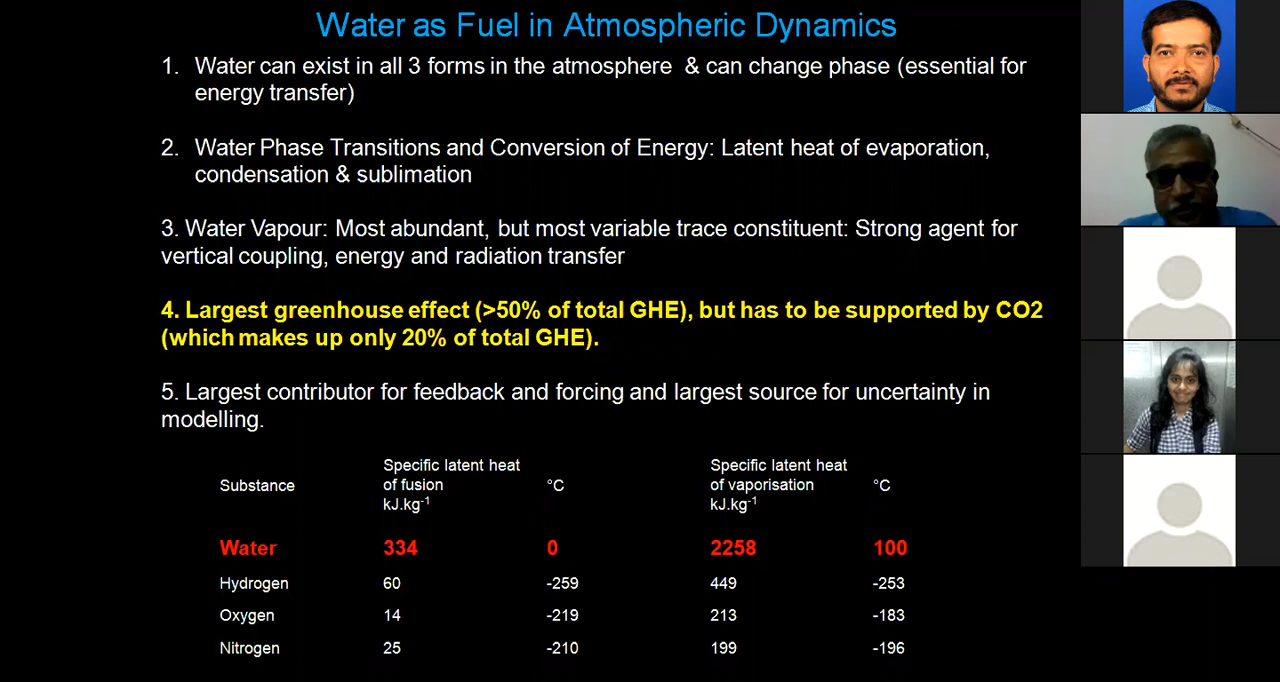 Water as Fuel in Atmospheric Dynamics
1. Water can exist in all 3 forms in the atmosphere & can change phase (essential for
energy transfer)
2. Water Phase Transitions and Conversion of Energy: Latent heat of evaporation,
condensation & sublimation
3. Water Vapour: Most abundant, but most variable trace constituent: Strong agent for
vertical coupling, energy and radiation transfer
4. Largest greenhouse effect (>50% of total GHE), but has to be supported by CO2
(which makes up only 20% of total GHE).
5. Largest contributor for feedback and forcing and largest source for uncertainty in
modelling.
Specific latent heat Specific latent heat
Substance of fusion °C of vaporisation °C
kJ.kg-1 kJ.kg-1
Water 334 0 2258 100
Hydrogen 60 -259 449 -253
Oxygen 14 -219 213 -183
Nitrogen 25 -210 199 -196